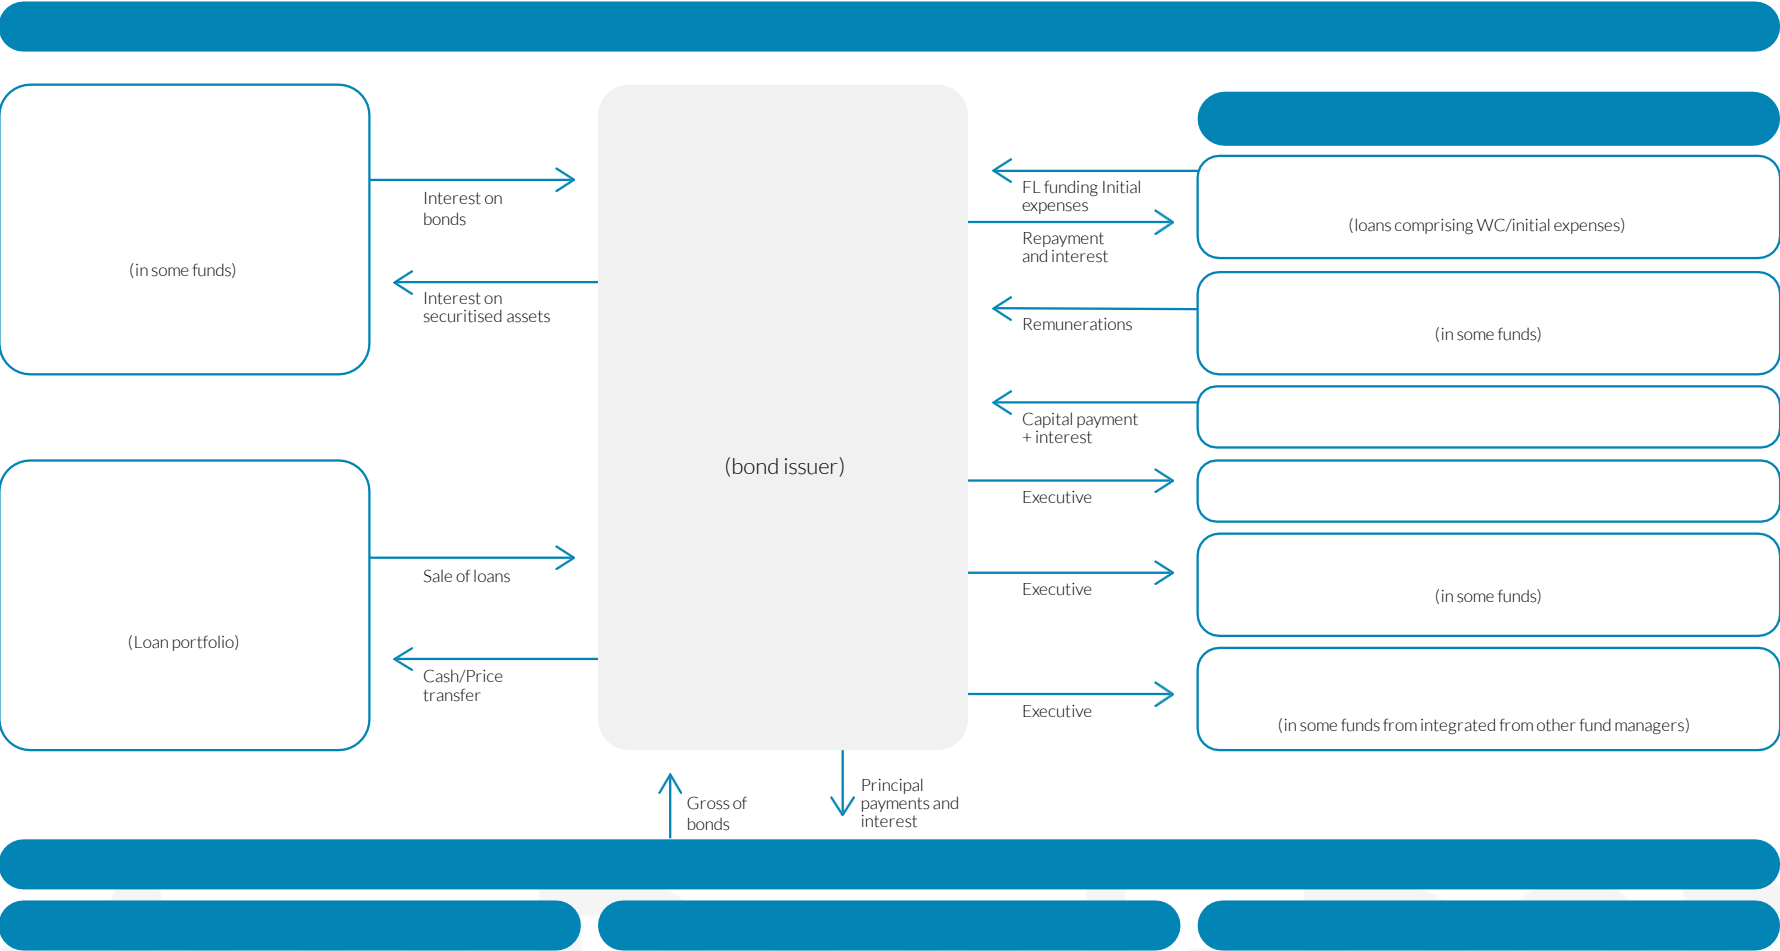 Interest on
bonds
(in some funds)
Interest on
securitised assets
Sale of loans
(Loan portfolio)
Cash/Price
transfer
(bond issuer)
FL funding Initial
expenses
(loans comprising WC/initial expenses)
Repayment
and interest
Remunerations
(in some funds)
Capital payment
+ interest
Executive
Executive
(in some funds)
Executive
(in some funds from integrated from other fund managers)
Gross of
bonds
Principal
payments and
interest